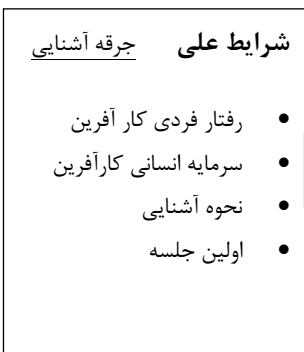 شرایط علی جرقه آشنایی
• رفتار فردی کار آفرین
• سرمایه انسانی کارآفرین
• نحوه آشنایی
• اولین جلسه